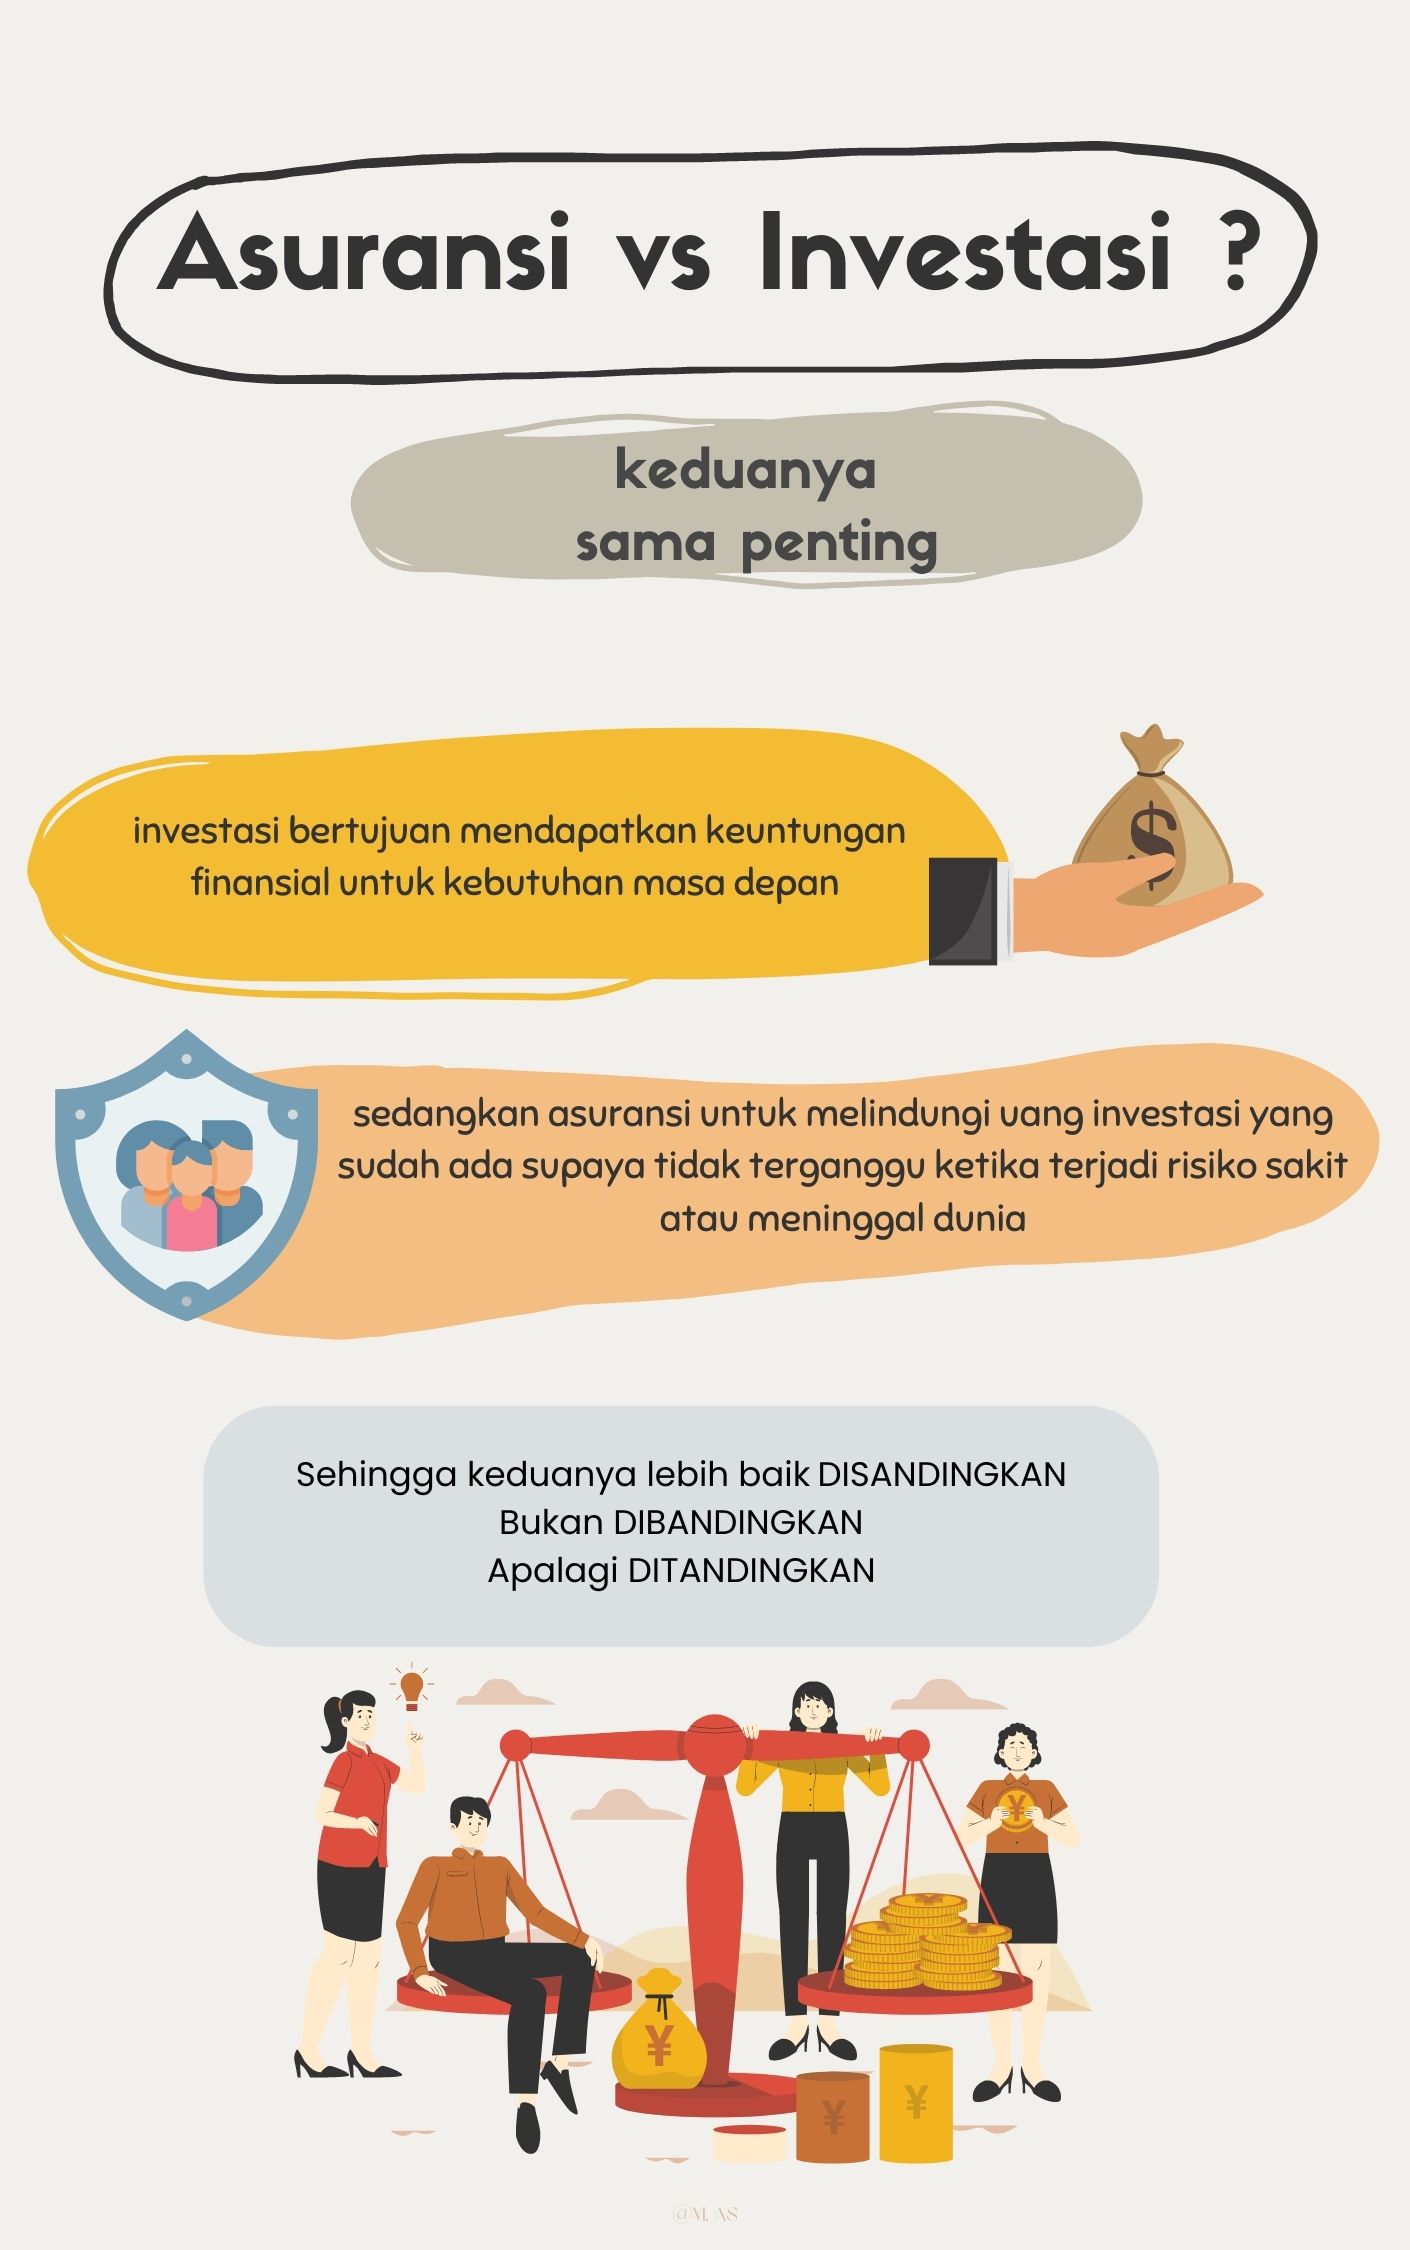 Asuransi vs Investasi ?
keduanya
sama penting
$
investasi bertujuan mendapatkan keuntungan
finansial untuk kebutuhan masa depan
sedangkan asuransi untuk melindungi uang investasi yang
sudah ada supaya tidak terganggu ketika terjadi risiko sakit
atau meninggal dunia
Sehingga keduanya lebih baik DISANDINGKAN
Bukan DIBANDINGKAN
Apalagi DITANDINGKAN
¥
¥
¥
¥